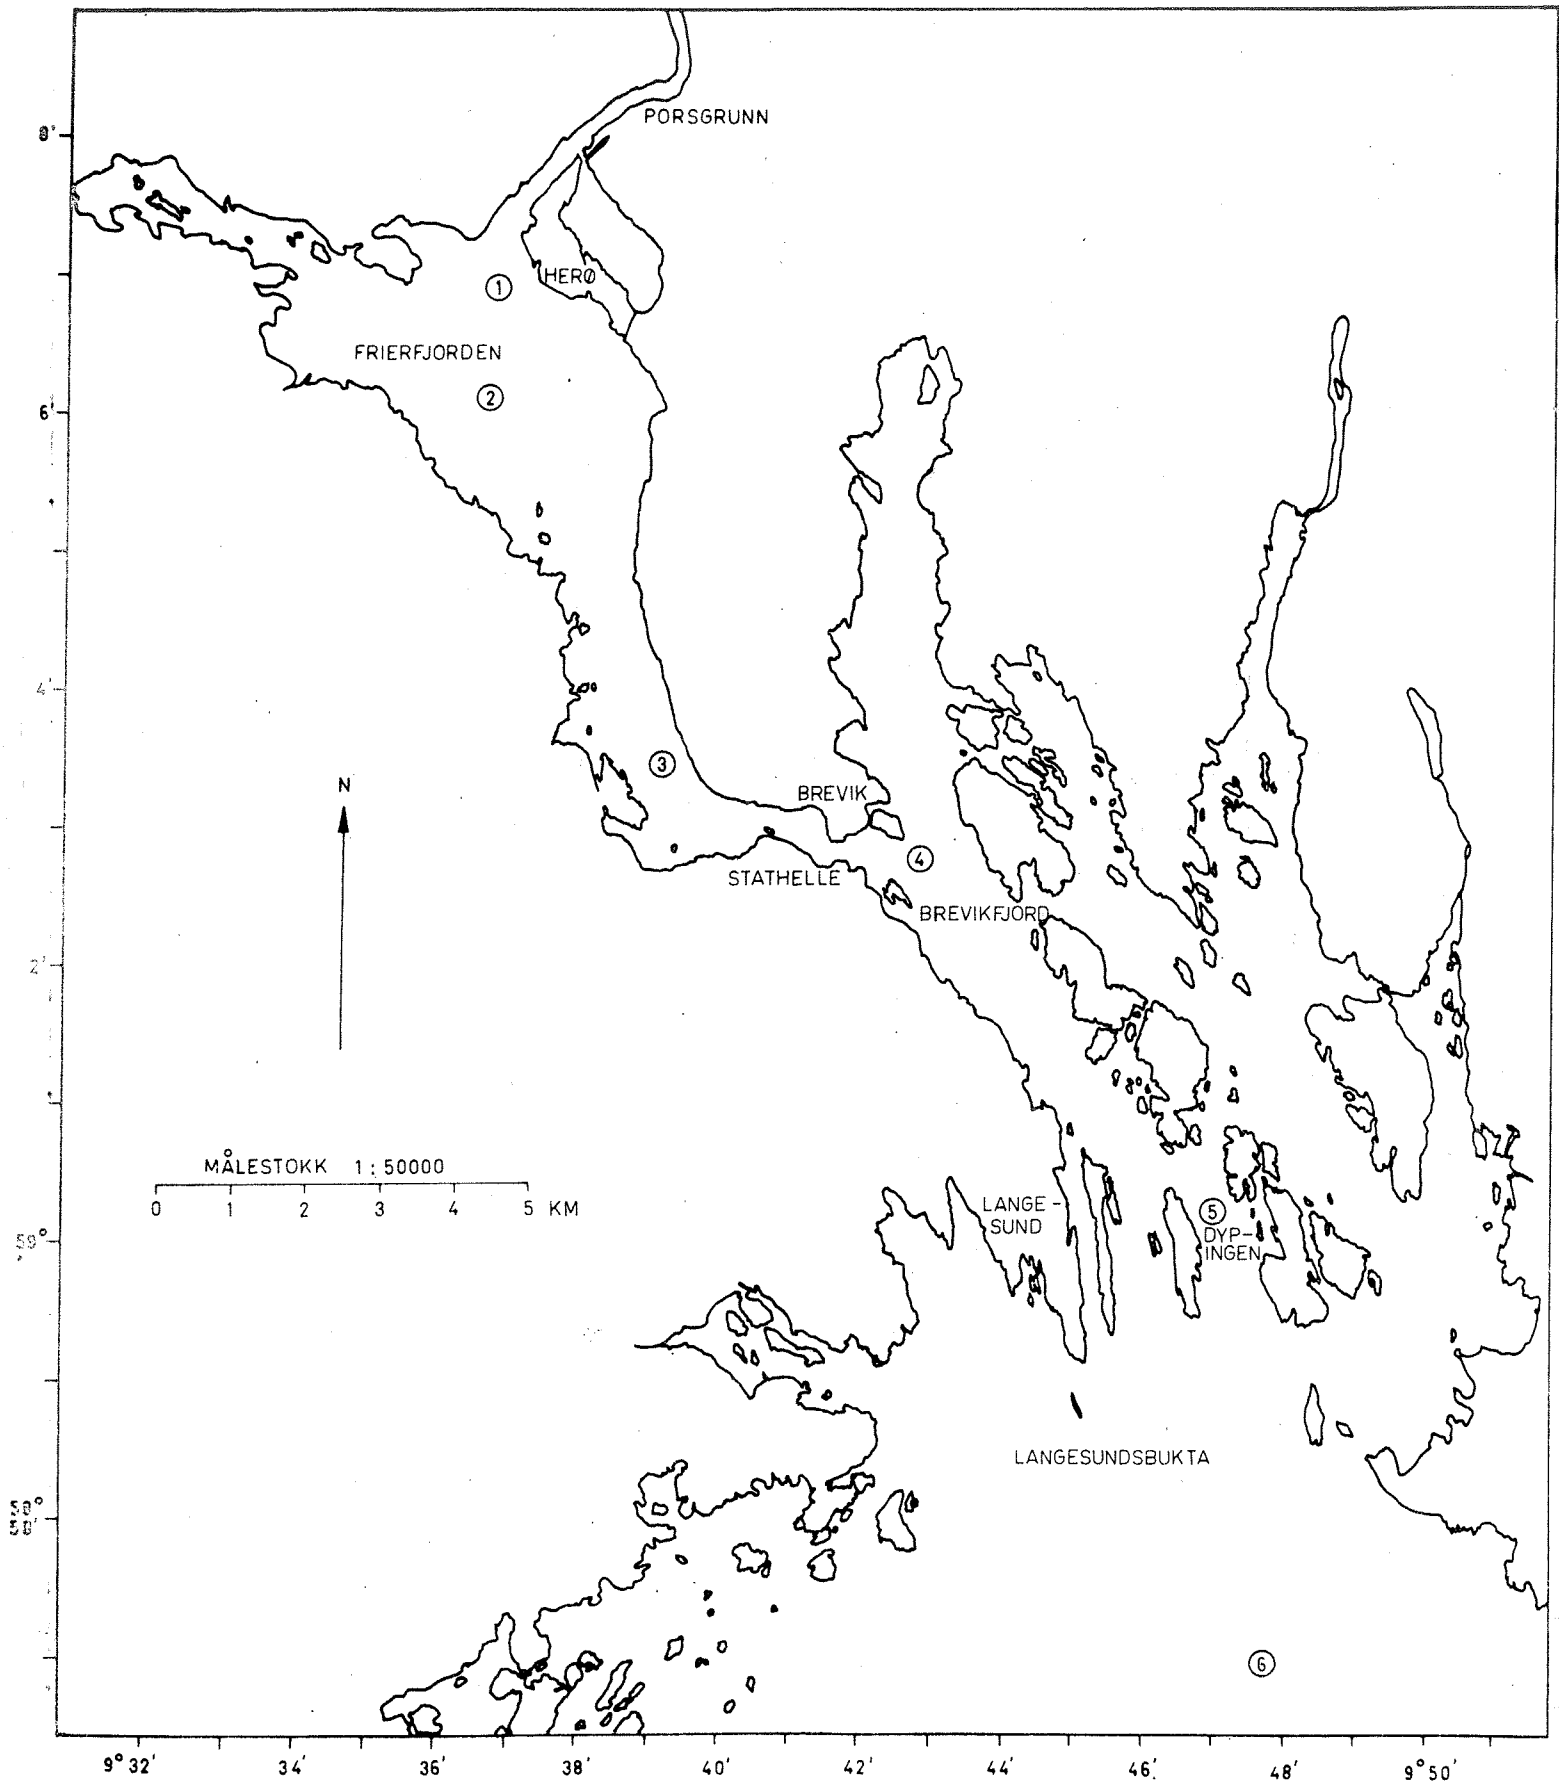 PORSGRUNN
8'
HERØ
1
FRIERFJORDEN
2
6'
4'
3
N
BREVIK
4
STATHELLE
BREVIKFJORD
2'
MÅLESTOKK 1:50000
0 1 2 3 4 5 KM
LANGE-
SUND
5
DYP-
INGEN
59°
LANGESUNDSBUKTA
58°
6
9°32' 34' 36' 38' 40' 42' 44' 46' 48' 9°50'